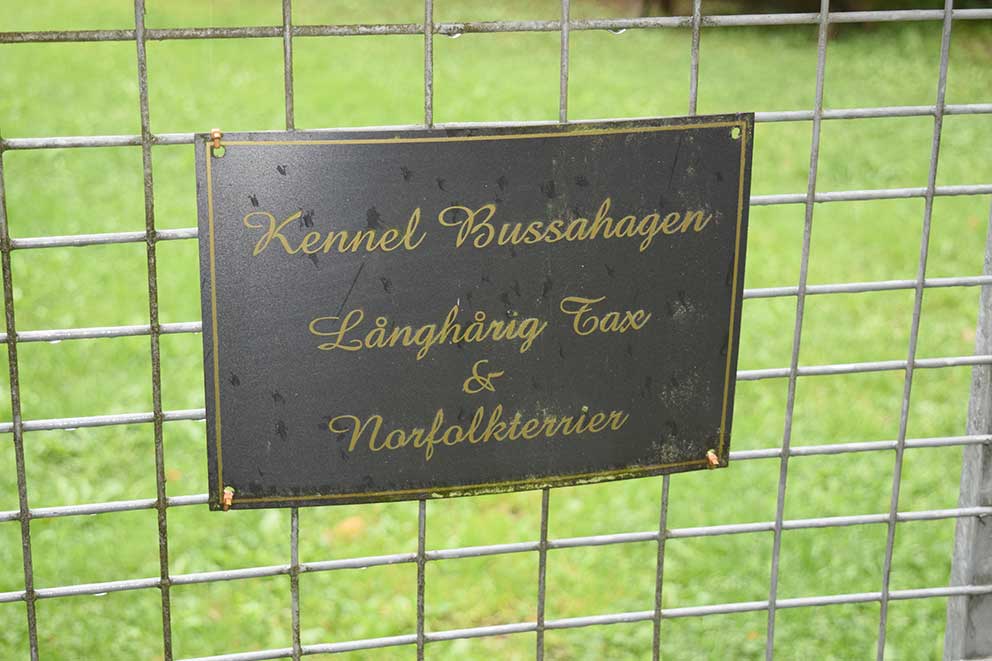 Kennel Bussahagen
Långhårig Tax
&
Norfolkterrier